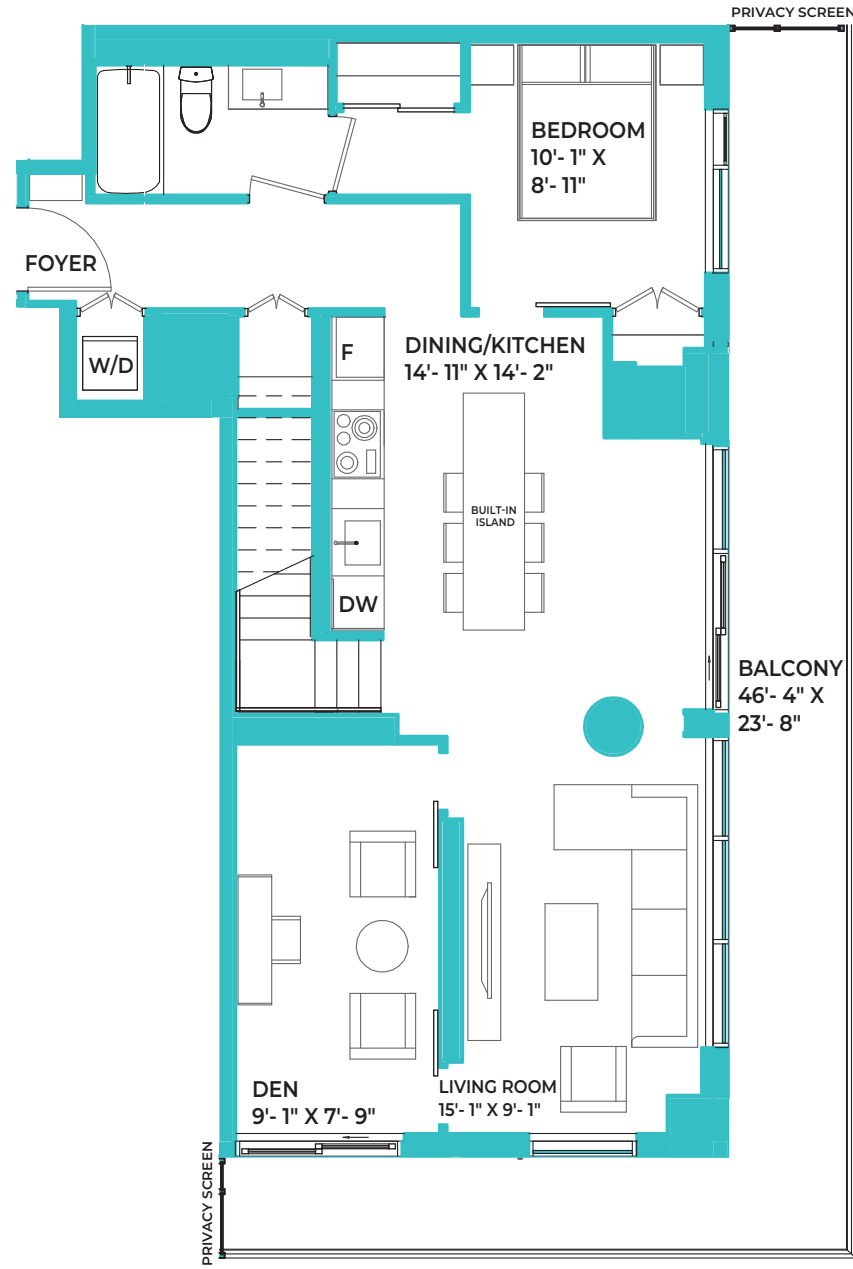 PRIVACY SCREEN
BEDROOM
10'- 1" X
8'- 11"
FOYER
W/D
F
DINING/KITCHEN
14'- 11" X 14'- 2"
BUILT-IN
ISLAND
DW
BALCONY
46'- 4" X
23'- 8"
DEN
9'- 1" X 7'- 9"
LIVING ROOM
15'- 1" X 9'- 1"
PRIVACY SCREEN